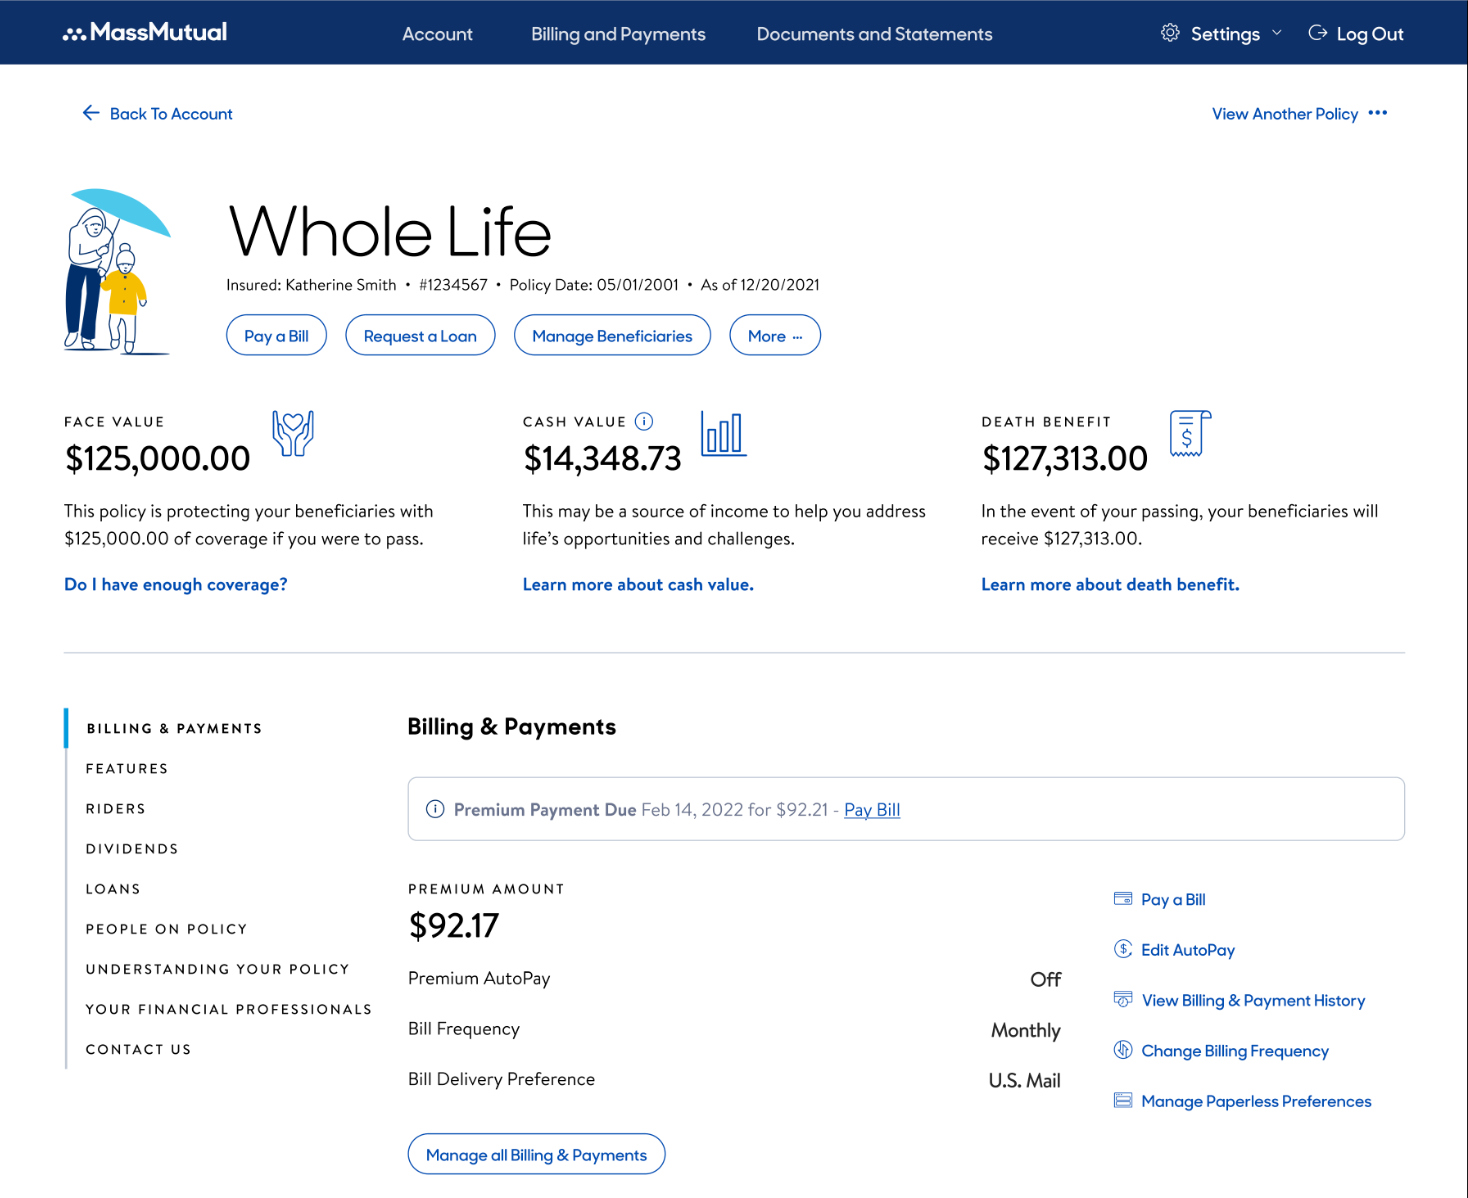 MassMutual
Account Billing and Payments Documents and Statements Settings Log Out
Back To Account
View Another Policy •••
Whole Life
Insured: Katherine Smith • #1234567 • Policy Date: 05/01/2001 • As of 12/20/2021
Pay a Bill Request a Loan Manage Beneficiaries More ···
FACE VALUE
$125,000.00
This policy is protecting your beneficiaries with
$125,000.00 of coverage if you were to pass.
Do I have enough coverage?
CASH VALUE
$14,348.73
This may be a source of income to help you address
life’s opportunities and challenges.
Learn more about cash value.
DEATH BENEFIT
$127,313.00
In the event of your passing, your beneficiaries will
receive $127,313.00.
Learn more about death benefit.
BILLING & PAYMENTS
FEATURES
RIDERS
DIVIDENDS
LOANS
PEOPLE ON POLICY
UNDERSTANDING YOUR POLICY
YOUR FINANCIAL PROFESSIONALS
CONTACT US
Billing & Payments
Premium Payment Due Feb 14, 2022 for $92.21 - Pay Bill
PREMIUM AMOUNT
$92.17
Premium AutoPay Off
Bill Frequency Monthly
Bill Delivery Preference U.S. Mail
Manage all Billing & Payments
Pay a Bill
Edit AutoPay
View Billing & Payment History
Change Billing Frequency
Manage Paperless Preferences